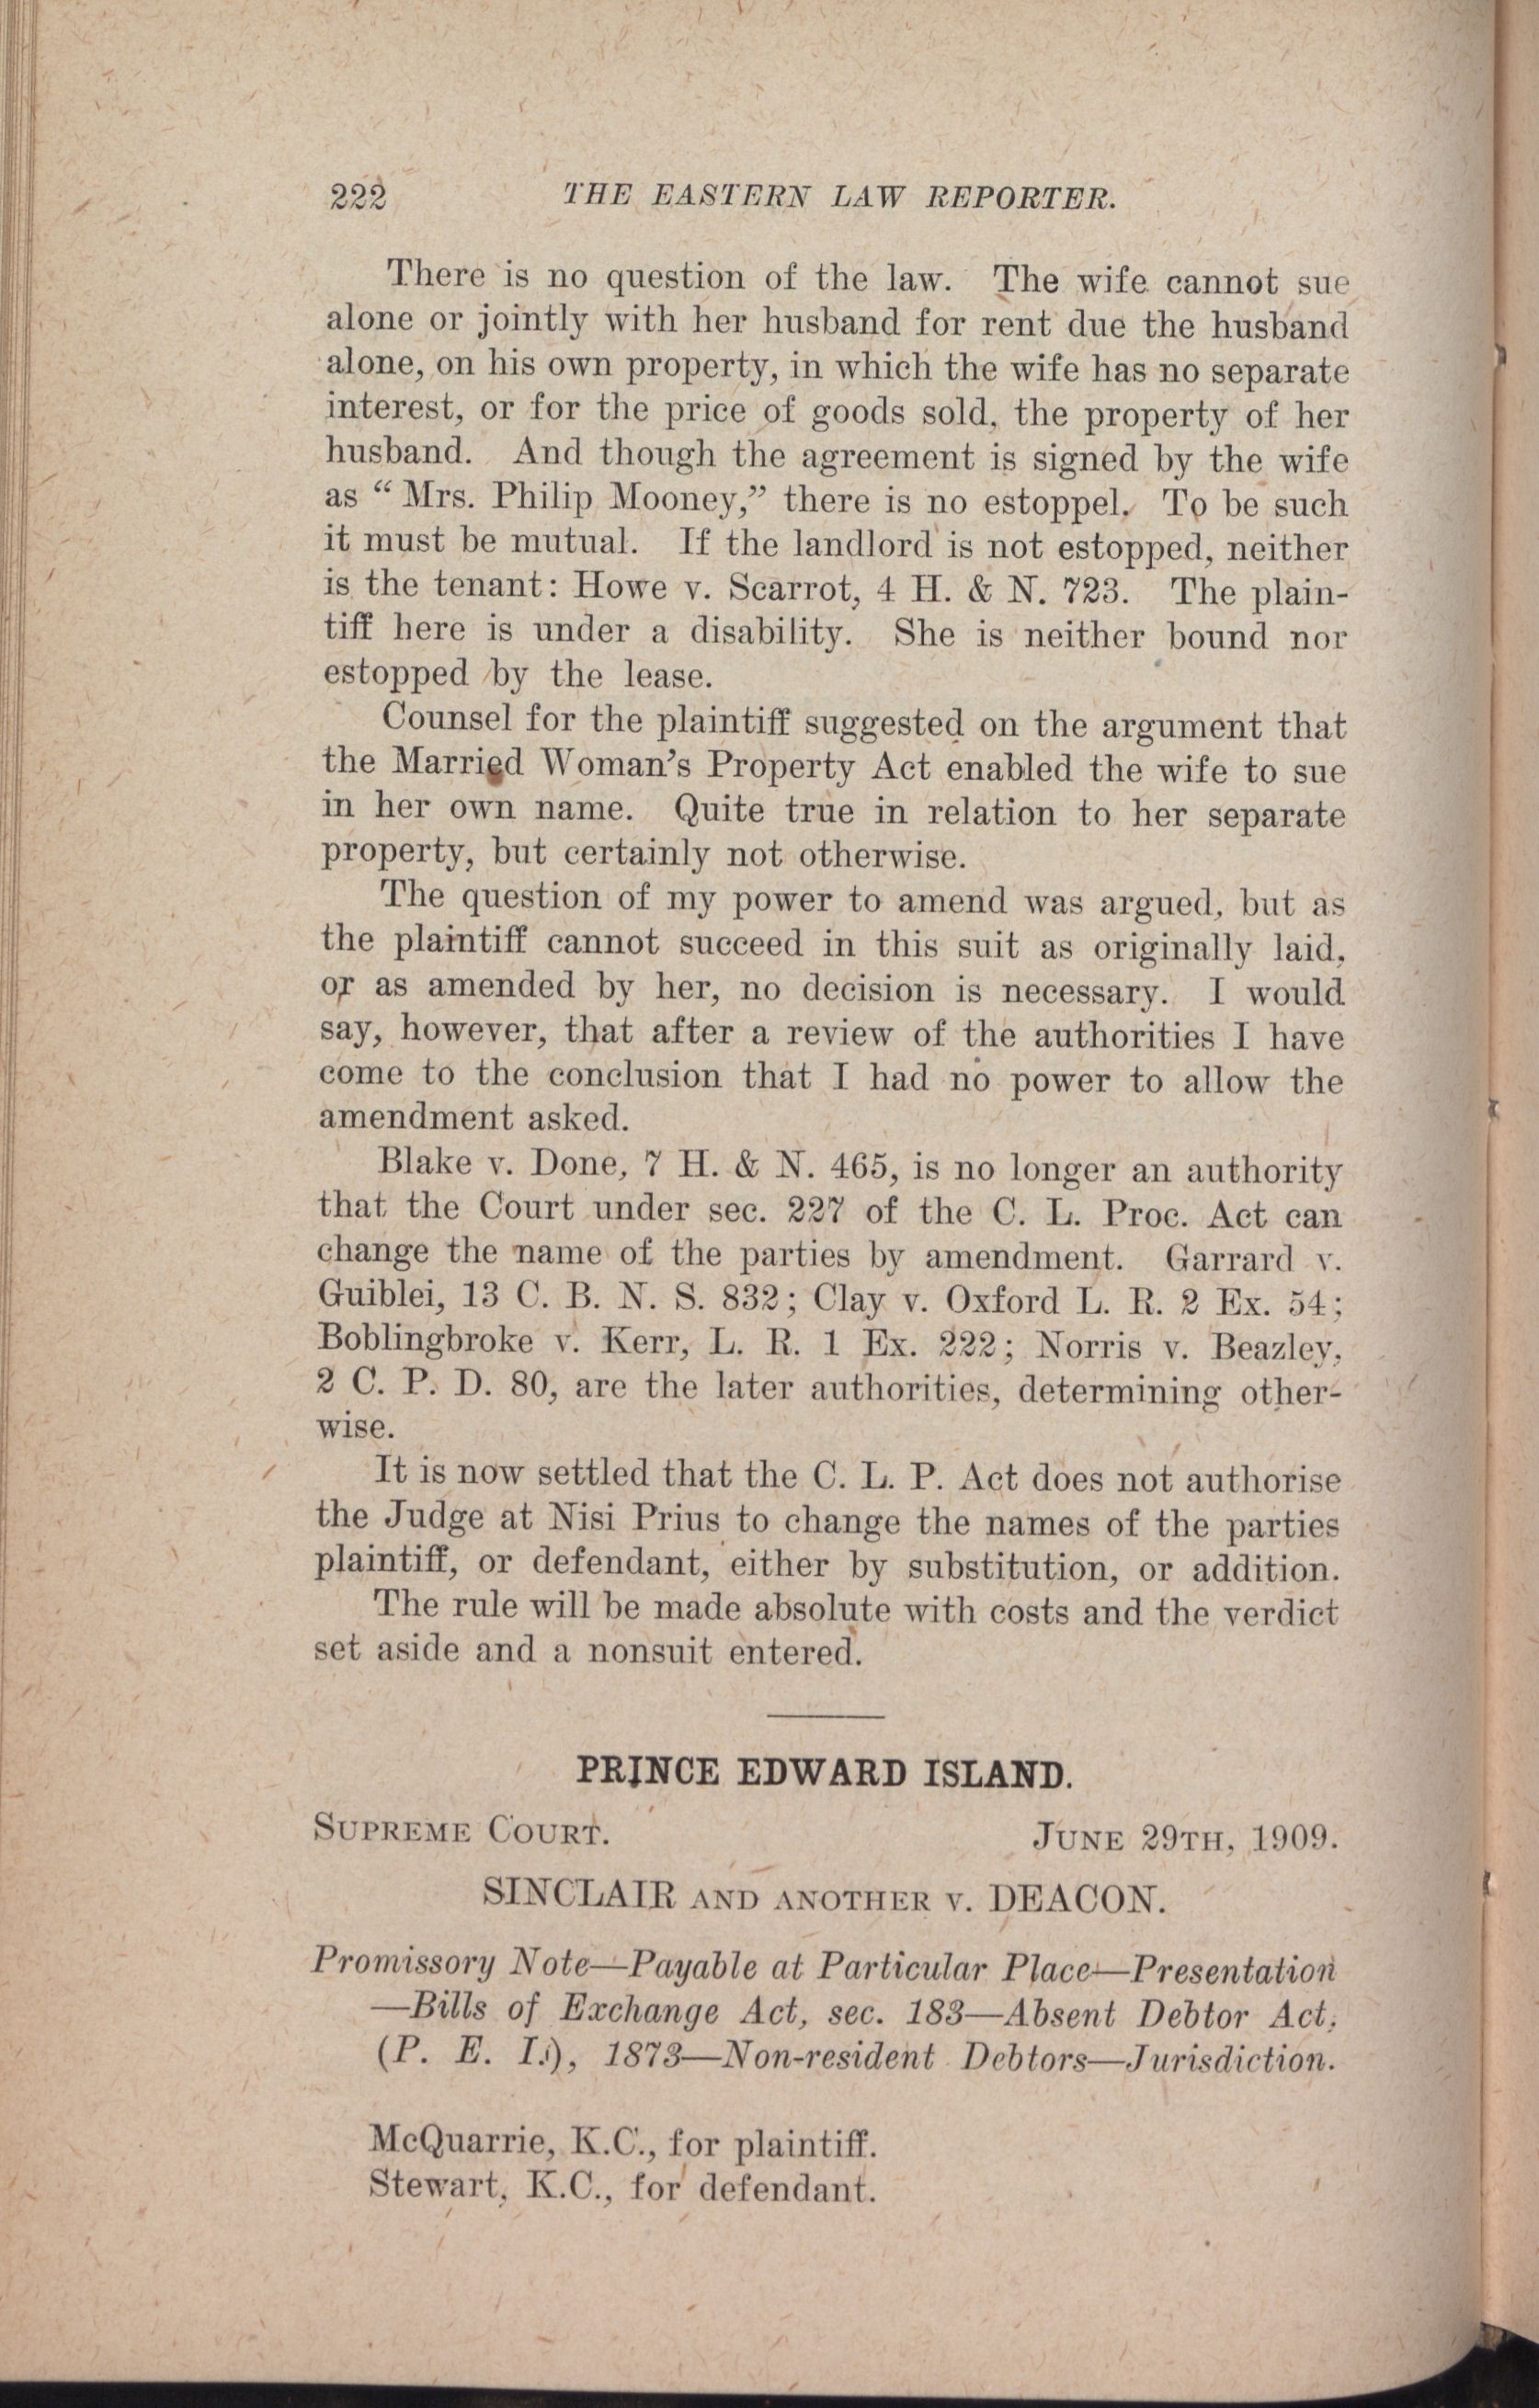 222 THE EASTERN LAW REPORTER.
There is no question of the law. The wife cannot sue
alone or jointly with her husband for rent due the husband
alone, on his own property, in which the wife has no separate
interest, or for the price of goods sold, the property of her
husband. And though the agreement is signed by the wife
as “ Mrs. Philip Mooney,” there is no estoppel. To be such
it must be mutual. If the landlord is not estopped, neither
is the tenant: Howe v. Scarrot, 4 H. & N. 723. The plain-
tiff here is under a disability. She is neither bound nor
estopped by the lease.
Counsel for the plaintiff suggested on the argument that
the Married Woman’s Property Act enabled the wife to sue
in her own name. Quite true in relation to her separate
property, but certainly not otherwise.
The question of my power to amend was argued, but as
the plaintiff cannot succeed in this suit as originally laid,
or as amended by her, no decision is necessary. I would
say, however, that after a review of the authorities I have
come to the conclusion that I had no power to allow the
amendment asked.
Blake v. Done, 7 H. & N. 465, is no longer an authority
that the Court under sec. 227 of the C. L. Proc. Act can
change the name of the parties by amendment. Garrard v.
Guiblei, 13 C. B. N. S. 832; Clay v. Oxford L. R. 2 Ex. 54;
Boblingbroke v. Kerr, L. R. 1 Ex. 222; Norris v. Beazley,
2 C. P. D. 80, are the later authorities, determining other-
wise.
It is now settled that the C. L. P. Act does not authorise
the Judge at Nisi Prius to change the names of the parties
plaintiff, or defendant, either by substitution, or addition.
The rule will be made absolute with costs and the verdict
set aside and a nonsuit entered.
PRINCE EDWARD ISLAND.
SUPREME COURT. JUNE 29TH, 1909.
SINCLAIR AND ANOTHER V. DEACON.
Promissory Note—Payable at Particular Place—Presentation
—Bills of Exchange Act, sec. 183—Absent Debtor Act,
(P. E. I.), 1873—Non-resident Debtors—Jurisdiction.
McQuarrie, K.C., for plaintiff.
Stewart, K.C., for defendant.